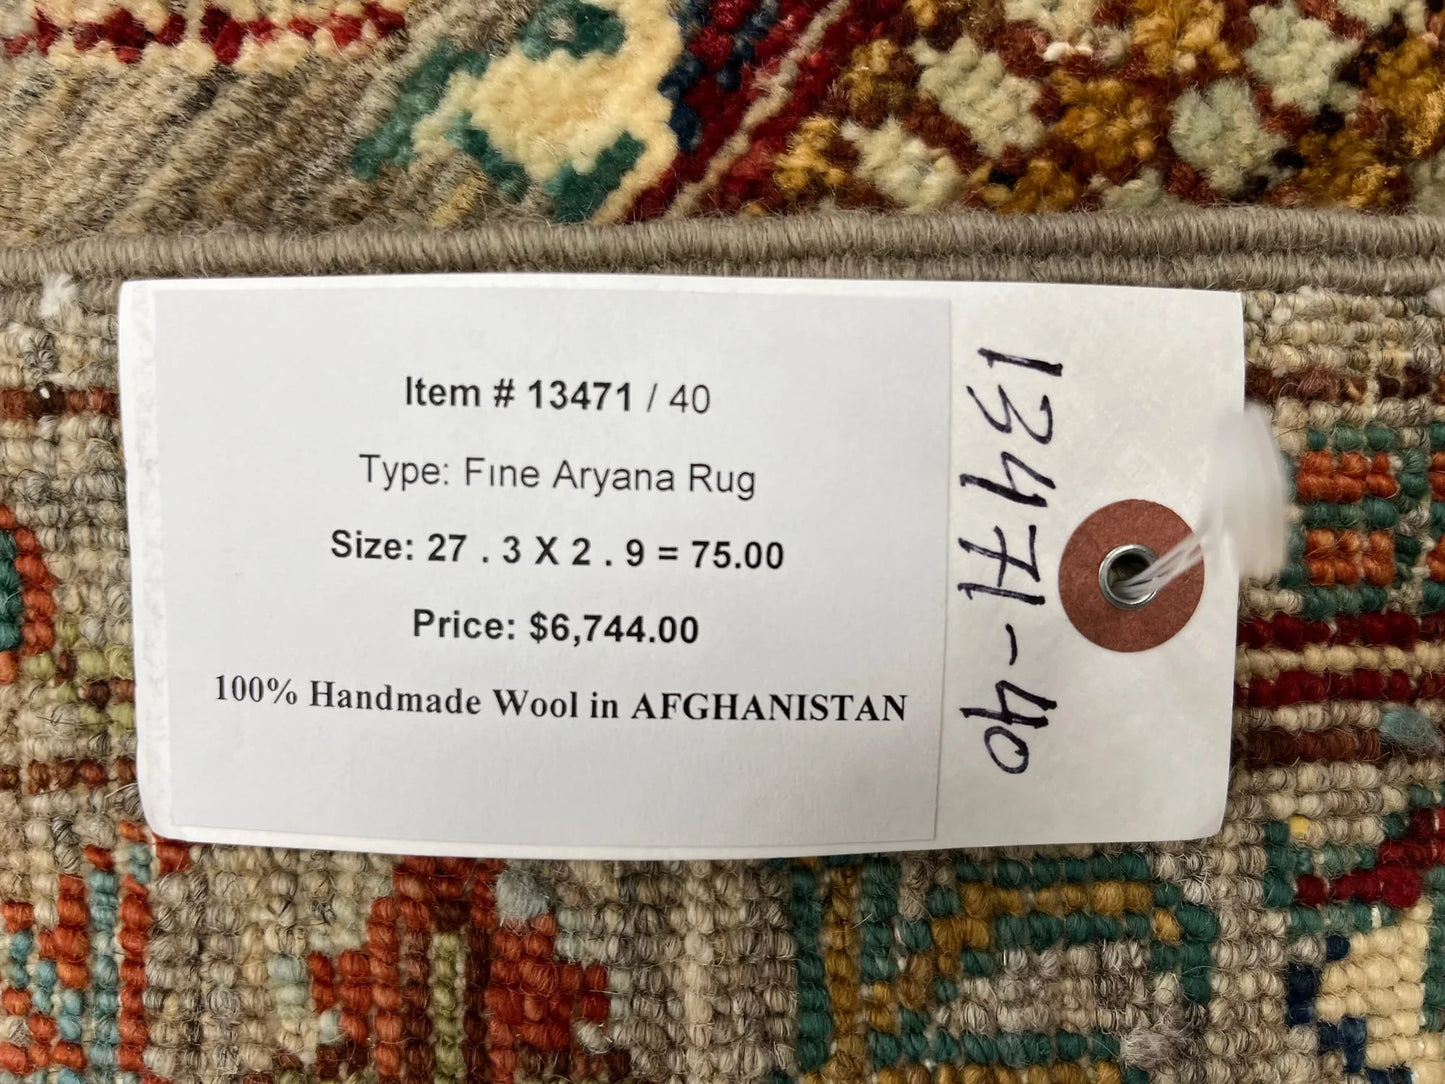 Item # 13471 / 40
Type: Fine Aryana Rug
Size: 27 . 3 X 2 . 9 = 75.00
Price: $6,744.00
100% Handmade Wool in AFGHANISTAN
13471-40